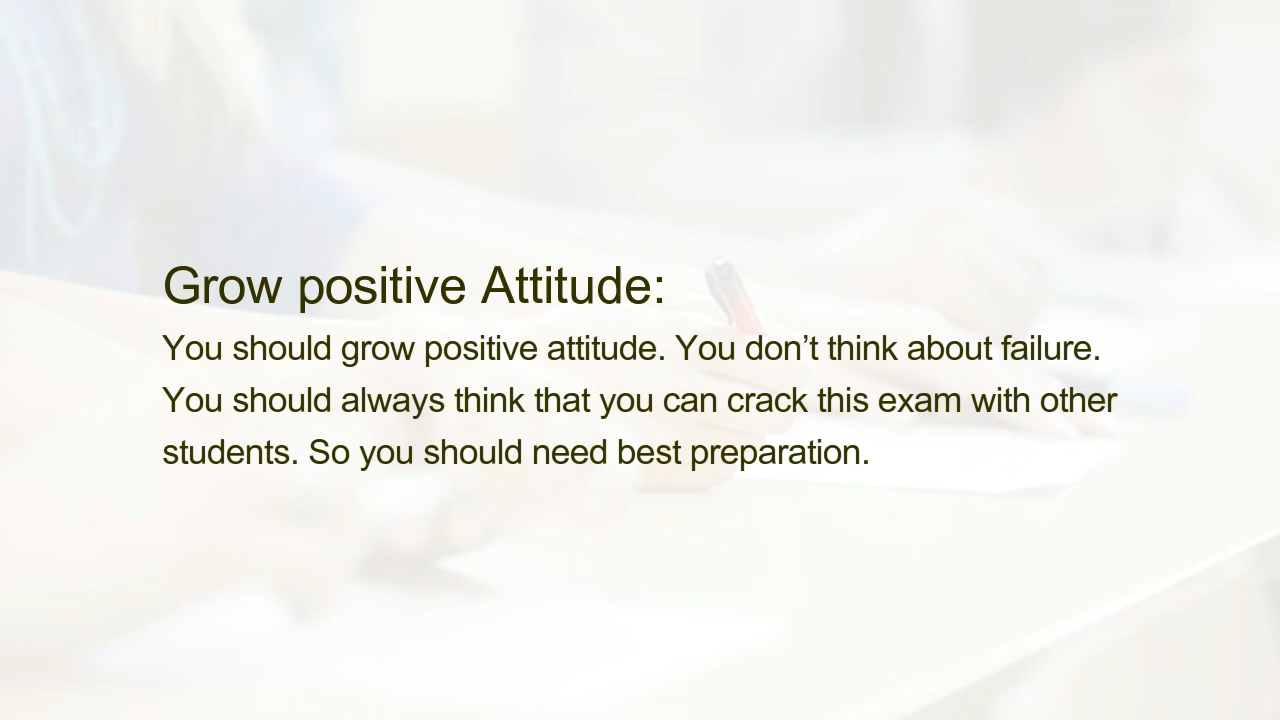 Grow positive Attitude:
You should grow positive attitude. You don’t think about failure.
You should always think that you can crack this exam with other
students. So you should need best preparation.